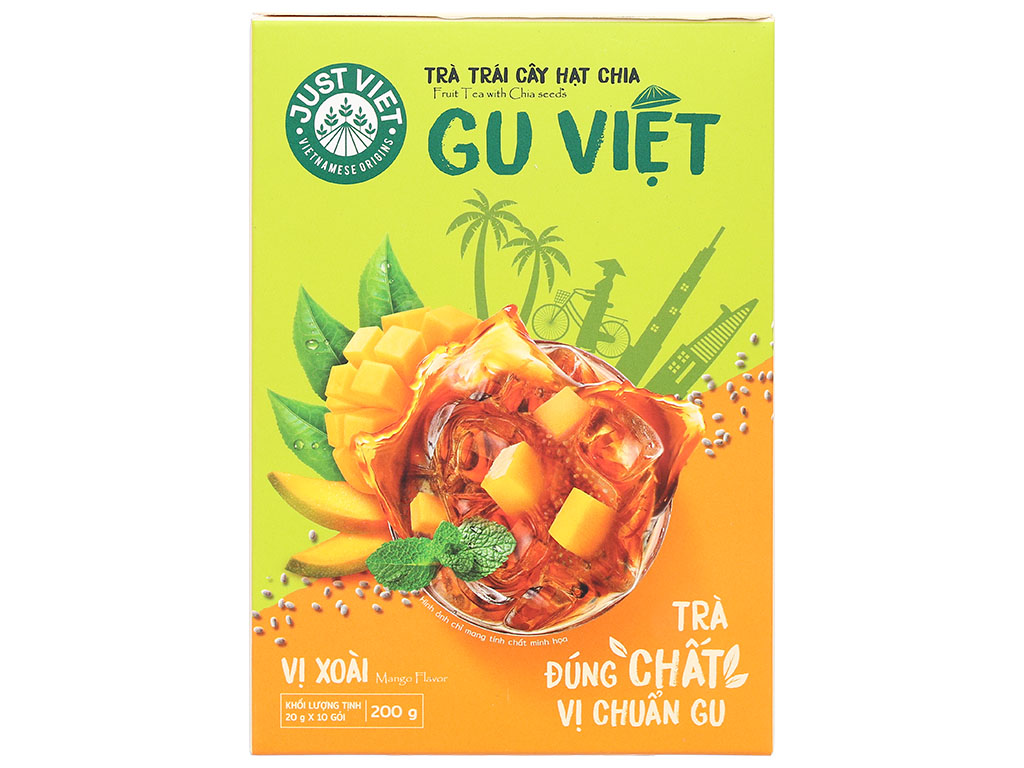 JUST VIET
VIETNAMESE ORIGINS
TRÀ TRÁI CÂY HẠT CHIA
Fruit Tea with Chia seeds
GU VIỆT
Hình ảnh chỉ mang tính chất minh họa
TRÀ
ĐÚNG CHẤT
VỊ CHUẨN GU
VỊ XOÀI Mango Flavor
KHỐI LƯỢNG TỊNH
20 g X 10 GÓI
200 g